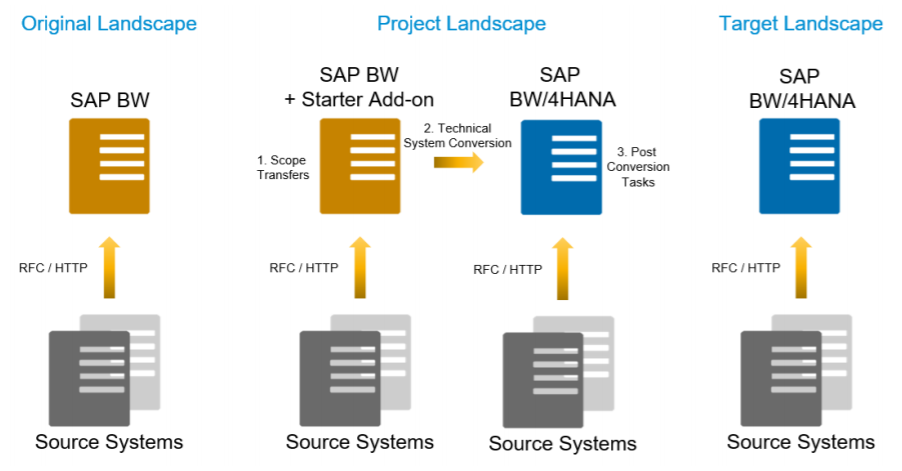 Original Landscape
Project Landscape
Target Landscape
SAP BW
SAP BW
+ Starter Add-on
SAP
BW/4HANA
SAP
BW/4HANA
1. Scope
Transfers
2. Technical
System Conversion
3. Post
Conversion
Tasks
RFC / HTTP
RFC / HTTP
RFC / HTTP
RFC / HTTP
Source Systems
Source Systems
Source Systems
Source Systems